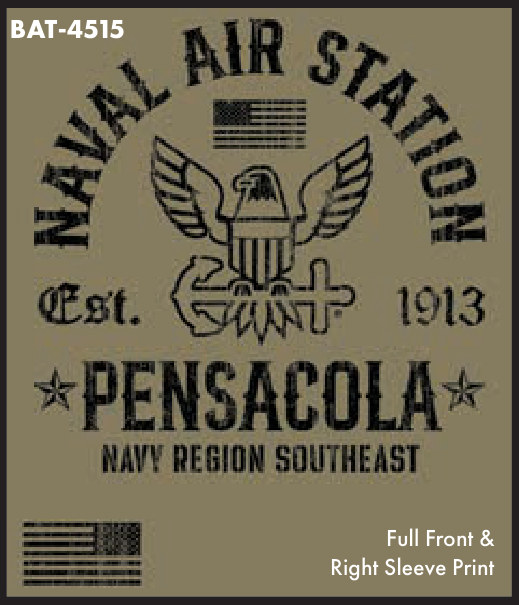 BAT-4515
NAVAL AIR STATION
Est. 1913
PENSACOLA
NAVY REGION SOUTHEAST
Full Front &
Right Sleeve Print